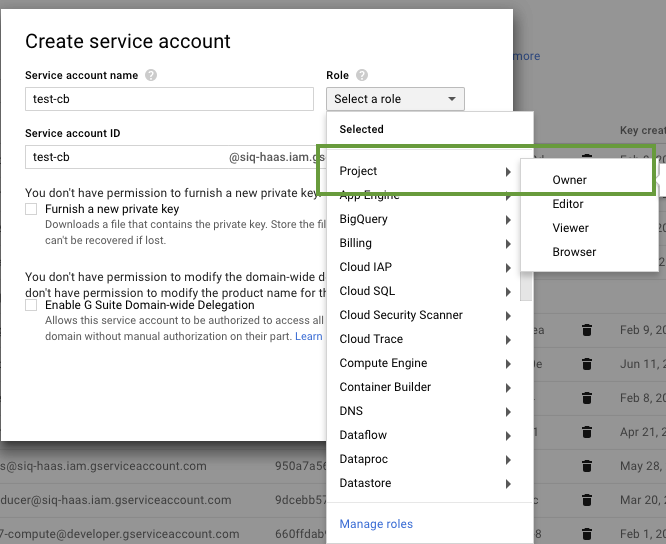 Create service account
Service account name
Role
test-cb
Select a role
more
Selected
Service account ID
Key creat
test-cb
@siq-haas.iam.gs
Project
Owner
You don't have permission to furnish a new private key.
App Engine
Editor
Furnish a new private key
BigQuery
Viewer
Downloads a file that contains the private key. Store the fil
can't be recovered if lost.
Billing
Browser
Cloud IAP
You don't have permission to modify the domain-wide d
don't have permission to modify the product name for th
Cloud SQL
Enable G Suite Domain-wide Delegation
Cloud Security Scanner
Allows this service account to be authorized to access all
domain without manual authorization on their part. Learn
ea
Feb 9, 20
Cloud Trace
Compute Engine
0e
Jun 11, 2
Container Builder
Feb 8, 20
DNS
Dataflow
1
Apr 21, 2
Dataproc
s@siq-haas.iam.gserviceaccount.com
950a7a56
May 28,
Datastore
ducer@siq-haas.iam.gserviceaccount.com
9dcebb57
c
Mar 20, 2
Manage roles
7-compute@developer.gserviceaccount.com
660ffdab
8
Feb 1, 20